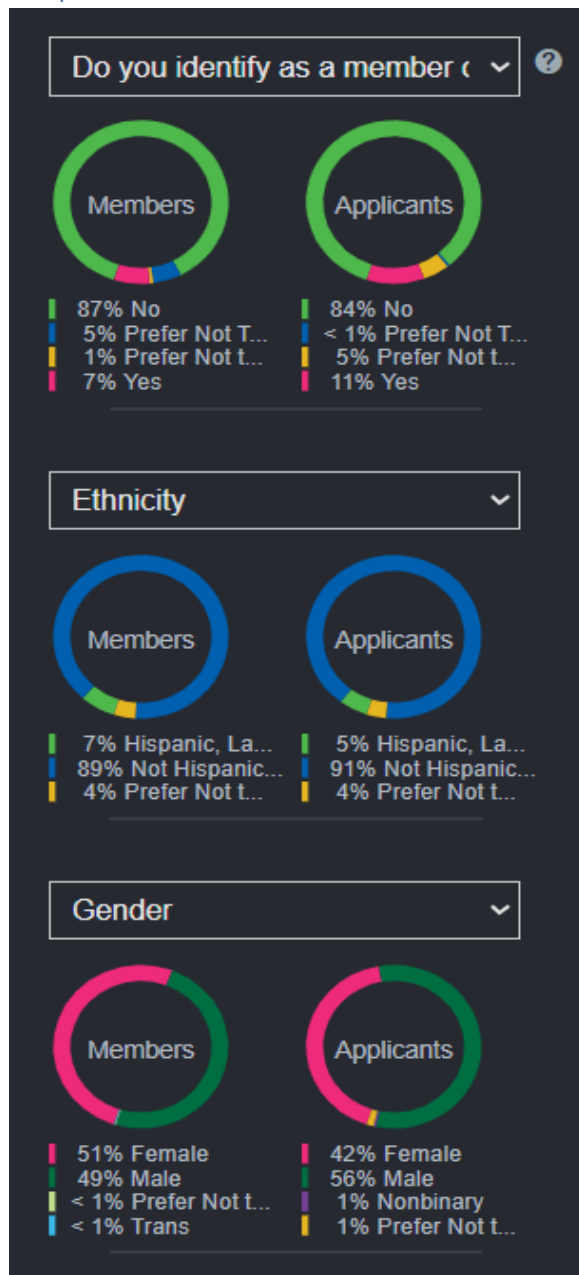 Do you identify as a member c
Members
Applicants
87% No
5% Prefer Not T...
1% Prefer Not t...
7% Yes
84% No
< 1% Prefer Not T...
5% Prefer Not t...
11% Yes
Ethnicity
Members
Applicants
7% Hispanic, La...
89% Not Hispanic...
4% Prefer Not t...
5% Hispanic, La...
91% Not Hispanic...
4% Prefer Not t...
Gender
Members
Applicants
51% Female
49% Male
< 1% Prefer Not t...
< 1% Trans
42% Female
56% Male
1% Nonbinary
1% Prefer Not t...